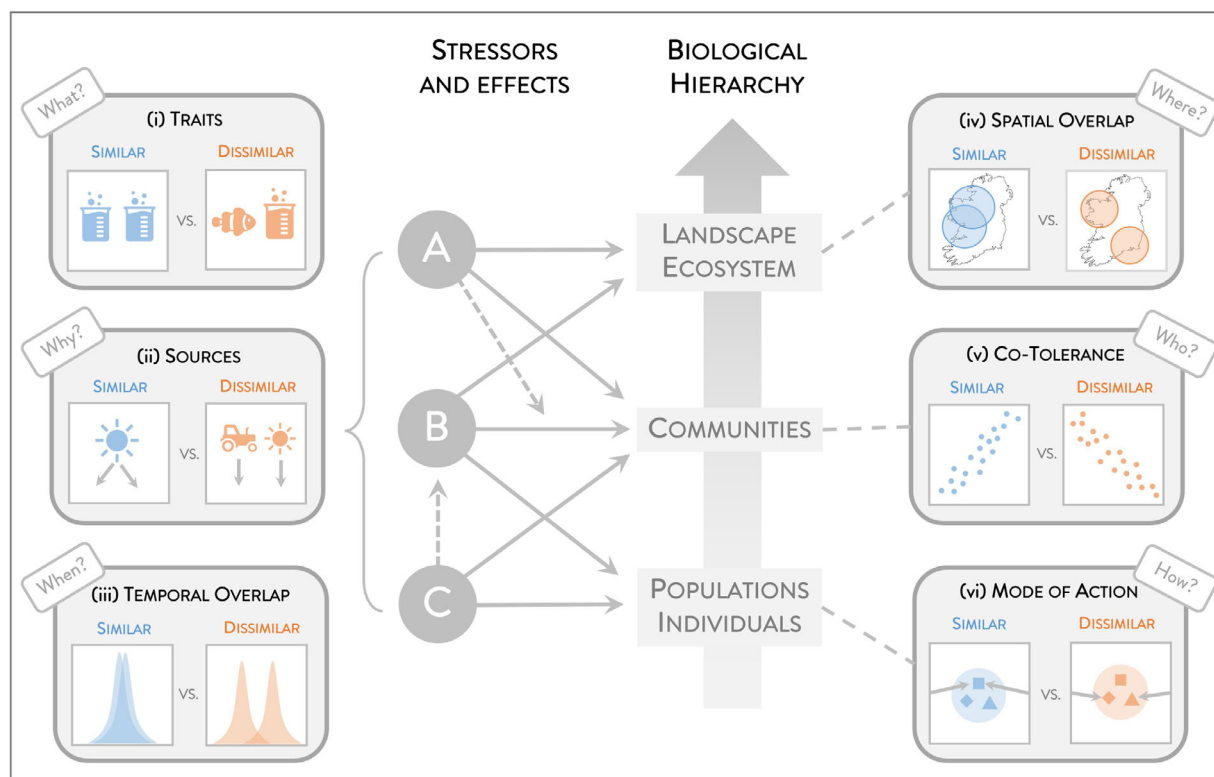 STRESSORS
AND EFFECTS
BIOLOGICAL
HIERARCHY
What?
(i) TRAITS
SIMILAR
DISSIMILAR
VS.
Why?
(ii) SOURCES
SIMILAR
DISSIMILAR
VS.
When?
(iii) TEMPORAL OVERLAP
SIMILAR
DISSIMILAR
VS.
A
B
C
LANDSCAPE
ECOSYSTEM
COMMUNITIES
POPULATIONS
INDIVIDUALS
Where?
(iv) SPATIAL OVERLAP
SIMILAR
DISSIMILAR
VS.
Who?
(v) CO-TOLERANCE
SIMILAR
DISSIMILAR
VS.
How?
(vi) MODE OF ACTION
SIMILAR
DISSIMILAR
VS.